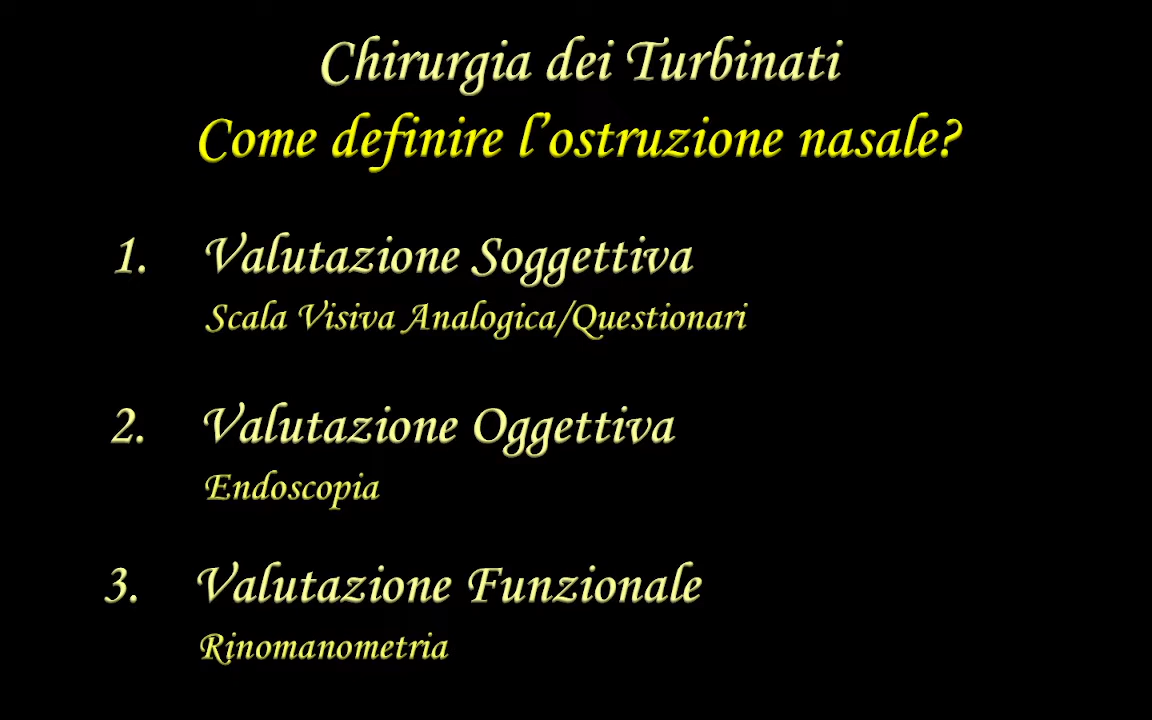 Chirurgia dei Turbinati
Come definire l’ostruzione nasale?
1. Valutazione Soggettiva
Scala Visiva Analogica/Questionari
2. Valutazione Oggettiva
Endoscopia
3. Valutazione Funzionale
Rinomanometria